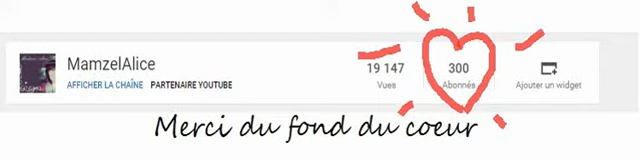 MamzelAlice
AFFICHER LA CHAÎNE PARTENAIRE YOUTUBE
19 147
Vues
300
Abonnés
Ajouter un widget
Merci du fond du coeur